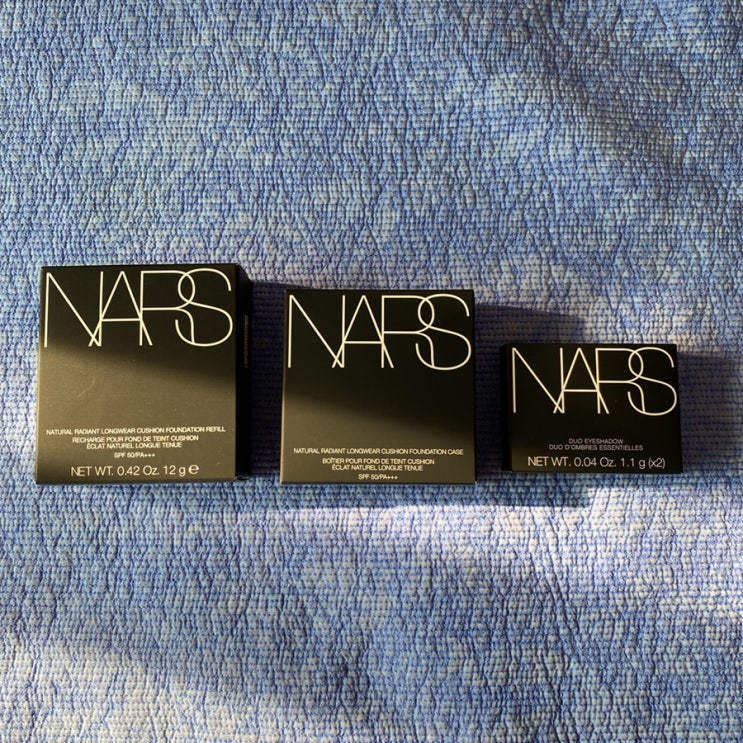 NARS
NATURAL RADIANT LONGWEAR CUSHION FOUNDATION REFILL
RECHARGE POUR FOND DE TEINT CUSHION
ÉCLAT NATUREL LONGUE TENUE
SPF 50/PA+++
NET WT. 0.42 Oz. 12 g ℮
NARS
NATURAL RADIANT LONGWEAR CUSHION FOUNDATION CASE
BOÎTIER POUR FOND DE TEINT CUSHION
ÉCLAT NATUREL LONGUE TENUE
SPF 50/PA+++
NARS
DUO EYESHADOW
DUO D'OMBRES ESSENTIELLES
NET WT. 0.04 Oz. 1.1 g (x2)